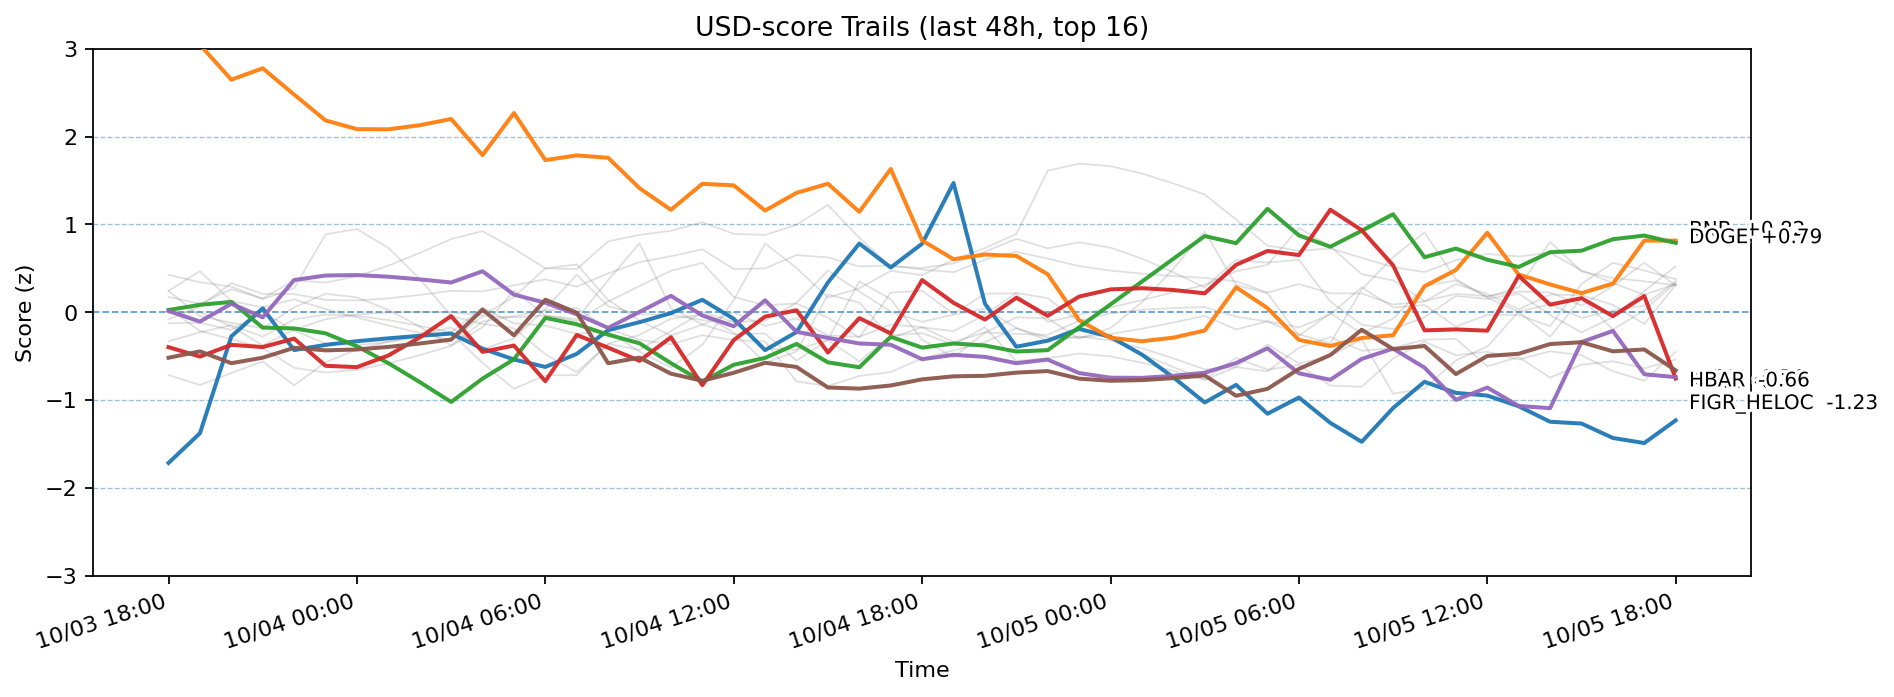 USD-score Trails (last 48h, top 16)
Score (z)
3
2
1
0
−1
−2
−3
DOGE +0.79
HBAR -0.66
FIGR_HELOC -1.23
10/03 18:00
10/04 00:00
10/04 06:00
10/04 12:00
10/04 18:00
10/05 00:00
10/05 06:00
10/05 12:00
10/05 18:00
Time